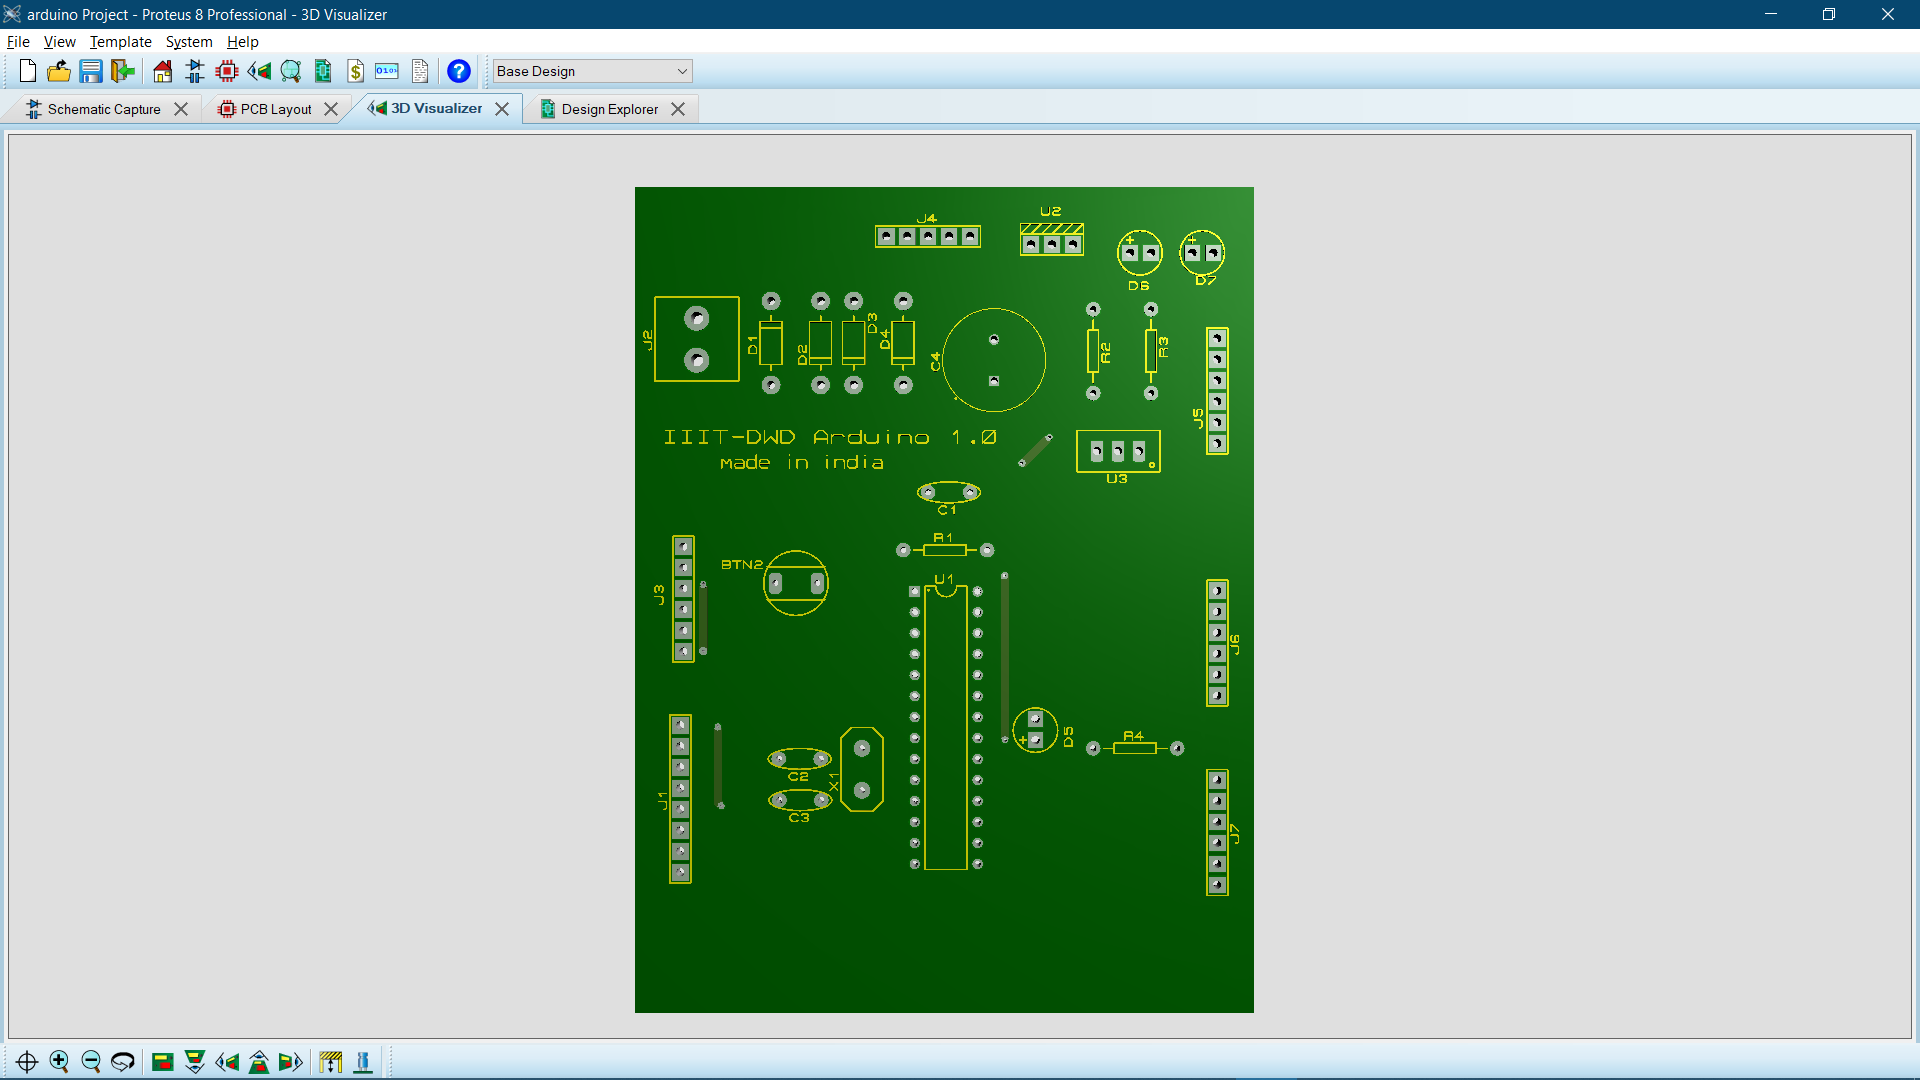 arduino Project - Proteus 8 Professional - 3D Visualizer
File View Template System Help
$ 0101 ? Base Design
Schematic Capture PCB Layout 3D Visualizer Design Explorer
J4 U2
D6 D7
J2 D1 D2 D3 D4 C4 R2 R3 J5
IIIT-DWD Arduino 1.0
made in india
U3
C1
R1
BTN2 U1
J3 J6
D5 R4
C2 X1
J1 C3 J7